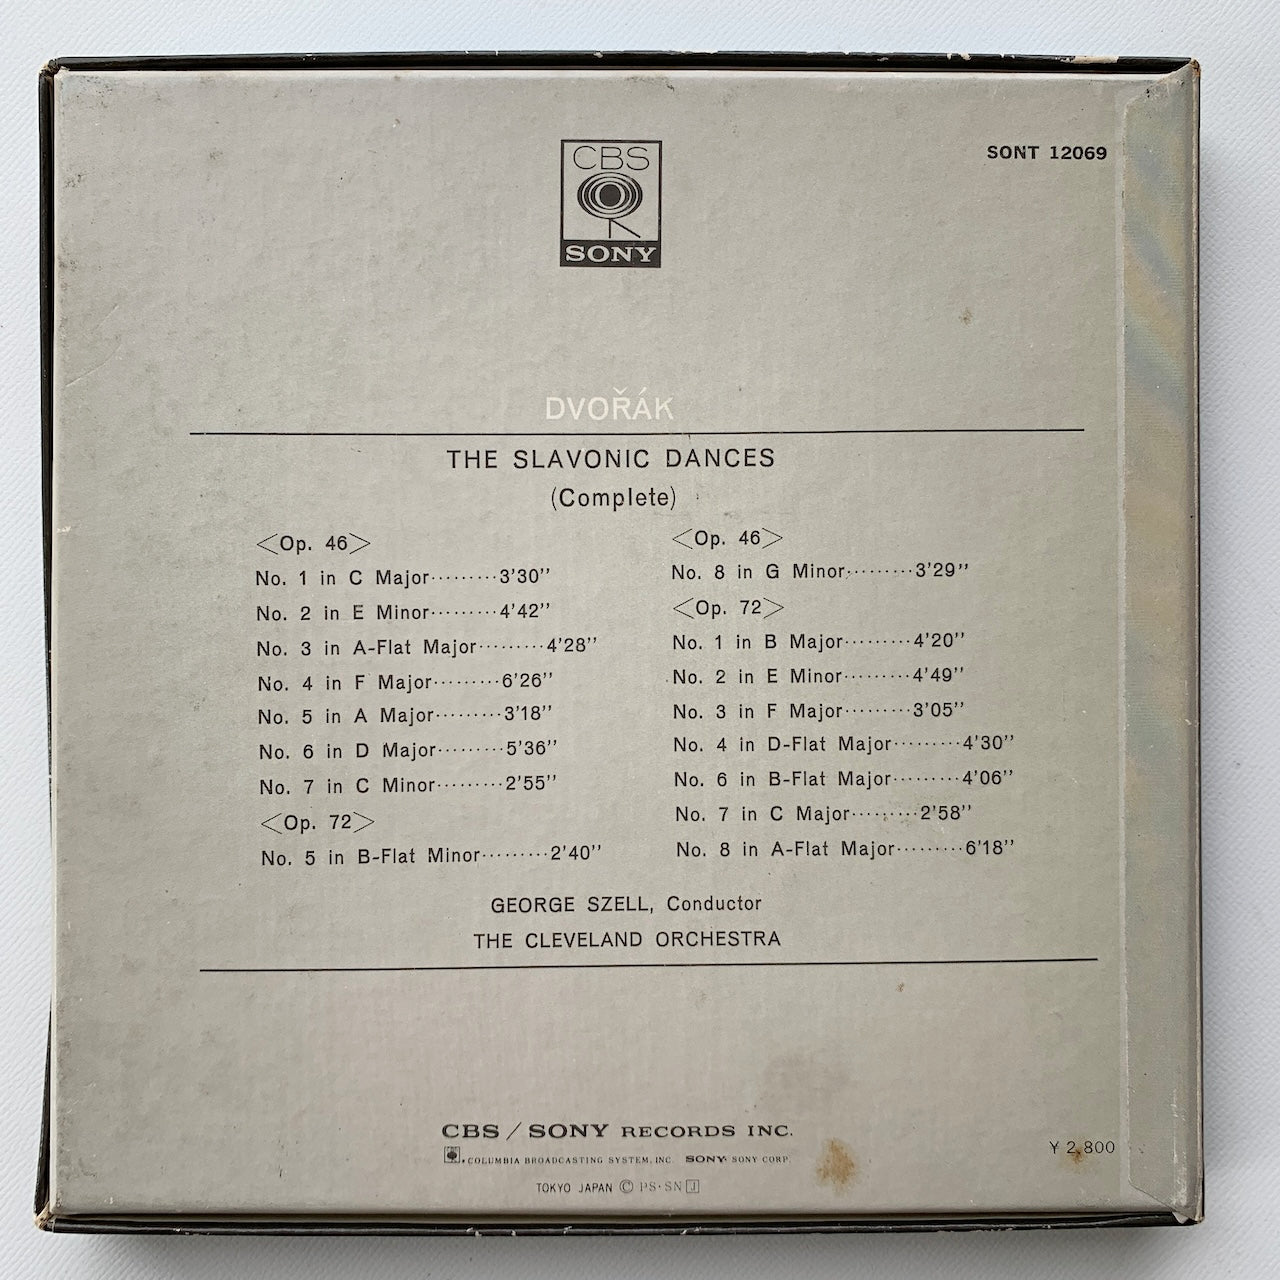 CBS
SONY
SONT 12069
DVOŘÁK
THE SLAVONIC DANCES
(Complete)
<Op. 46>
No. 1 in C Major·········3'30''
No. 2 in E Minor·········4'42''
No. 3 in A-Flat Major·········4'28''
No. 4 in F Major·········6'26''
No. 5 in A Major·········3'18''
No. 6 in D Major·········5'36''
No. 7 in C Minor·········2'55''
<Op. 72>
No. 5 in B-Flat Minor·········2'40''
<Op. 46>
No. 8 in G Minor·········3'29''
<Op. 72>
No. 1 in B Major·········4'20''
No. 2 in E Minor·········4'49''
No. 3 in F Major·········3'05''
No. 4 in D-Flat Major·········4'30''
No. 6 in B-Flat Major·········4'06''
No. 7 in C Major·········2'58''
No. 8 in A-Flat Major·········6'18''
GEORGE SZELL, Conductor
THE CLEVELAND ORCHESTRA
CBS / SONY RECORDS INC.
COLUMBIA BROADCASTING SYSTEM, INC. SONY· SONY CORP.
TOKYO JAPAN © PS·SN J
¥ 2,800